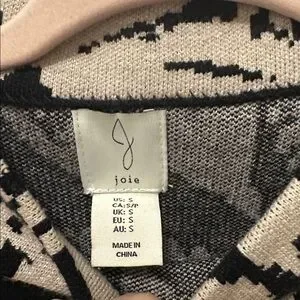 joie
US: S
CA: S/P
UK: S
EU: S
AU: S
MADE IN
CHINA